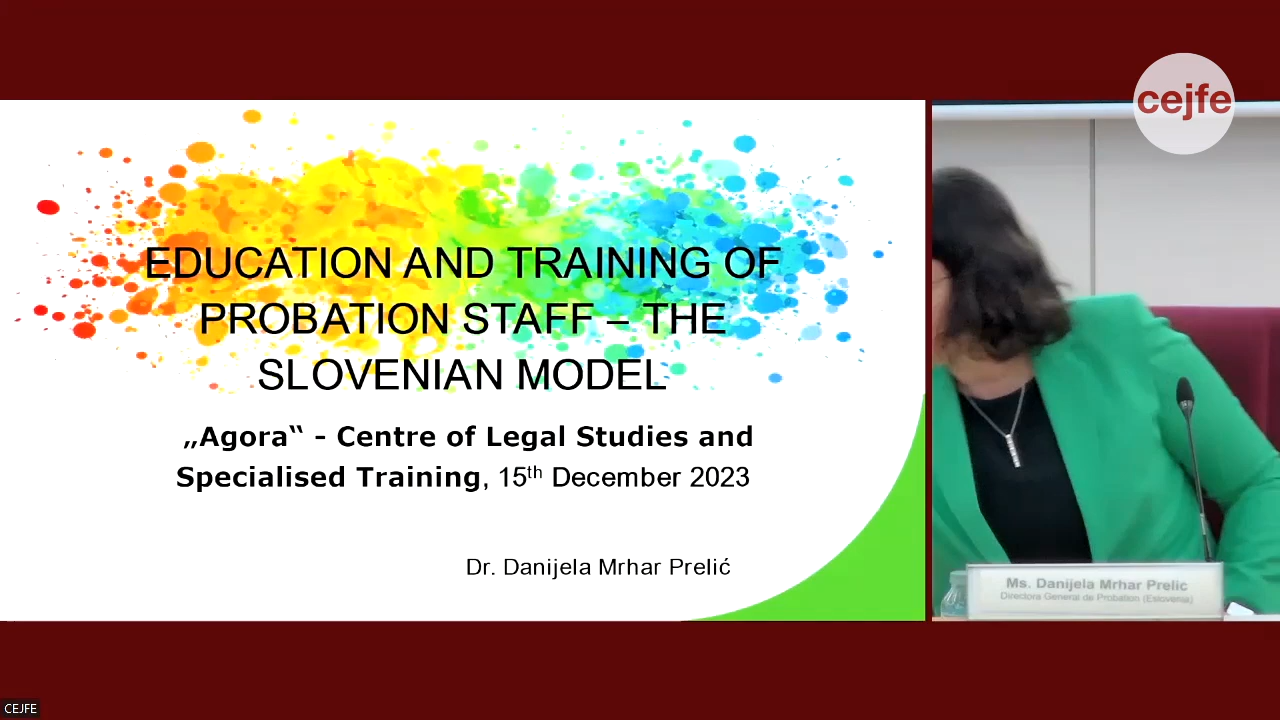 cejfe
EDUCATION AND TRAINING OF
PROBATION STAFF – THE
SLOVENIAN MODEL
„Agora“ - Centre of Legal Studies and
Specialised Training, 15th December 2023
Dr. Danijela Mrhar Prelić
Ms. Danijela Mrhar Prelic
Directora General de Probation (Eslovenia)
CEJFE